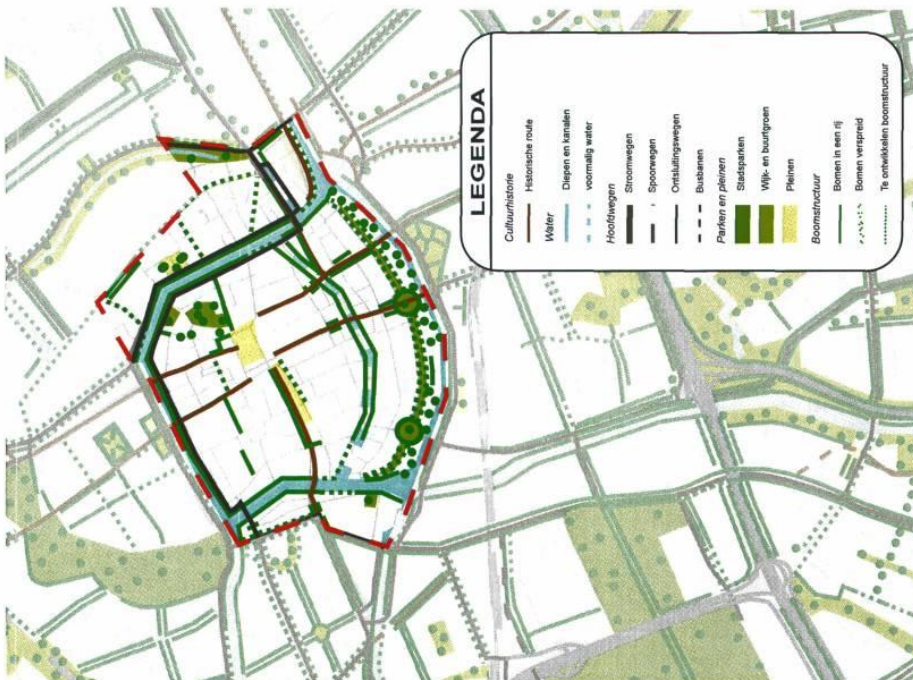 LEGENDA
Cultuurhistorie
Historische route
Water
Diepen en kanalen
voormalig water
Hoofdwegen
Stroomwegen
Spoorwegen
Ontsluitingswegen
Busbanen
Parken en pleinen
Stadsparken
Wijk- en buurtgroen
Pleinen
Boomstructuur
Bomen in een rij
Bomen verspreid
Te ontwikkelen boomstructuur